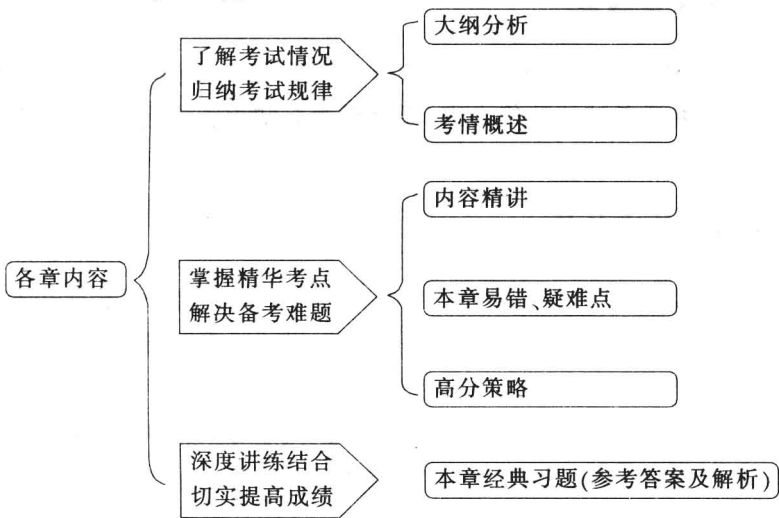 各章内容
了解考试情况
归纳考试规律
大纲分析
考情概述
掌握精华考点
解决备考难题
内容精讲
本章易错、疑难点
高分策略
深度讲练结合
切实提高成绩
本章经典习题(参考答案及解析)